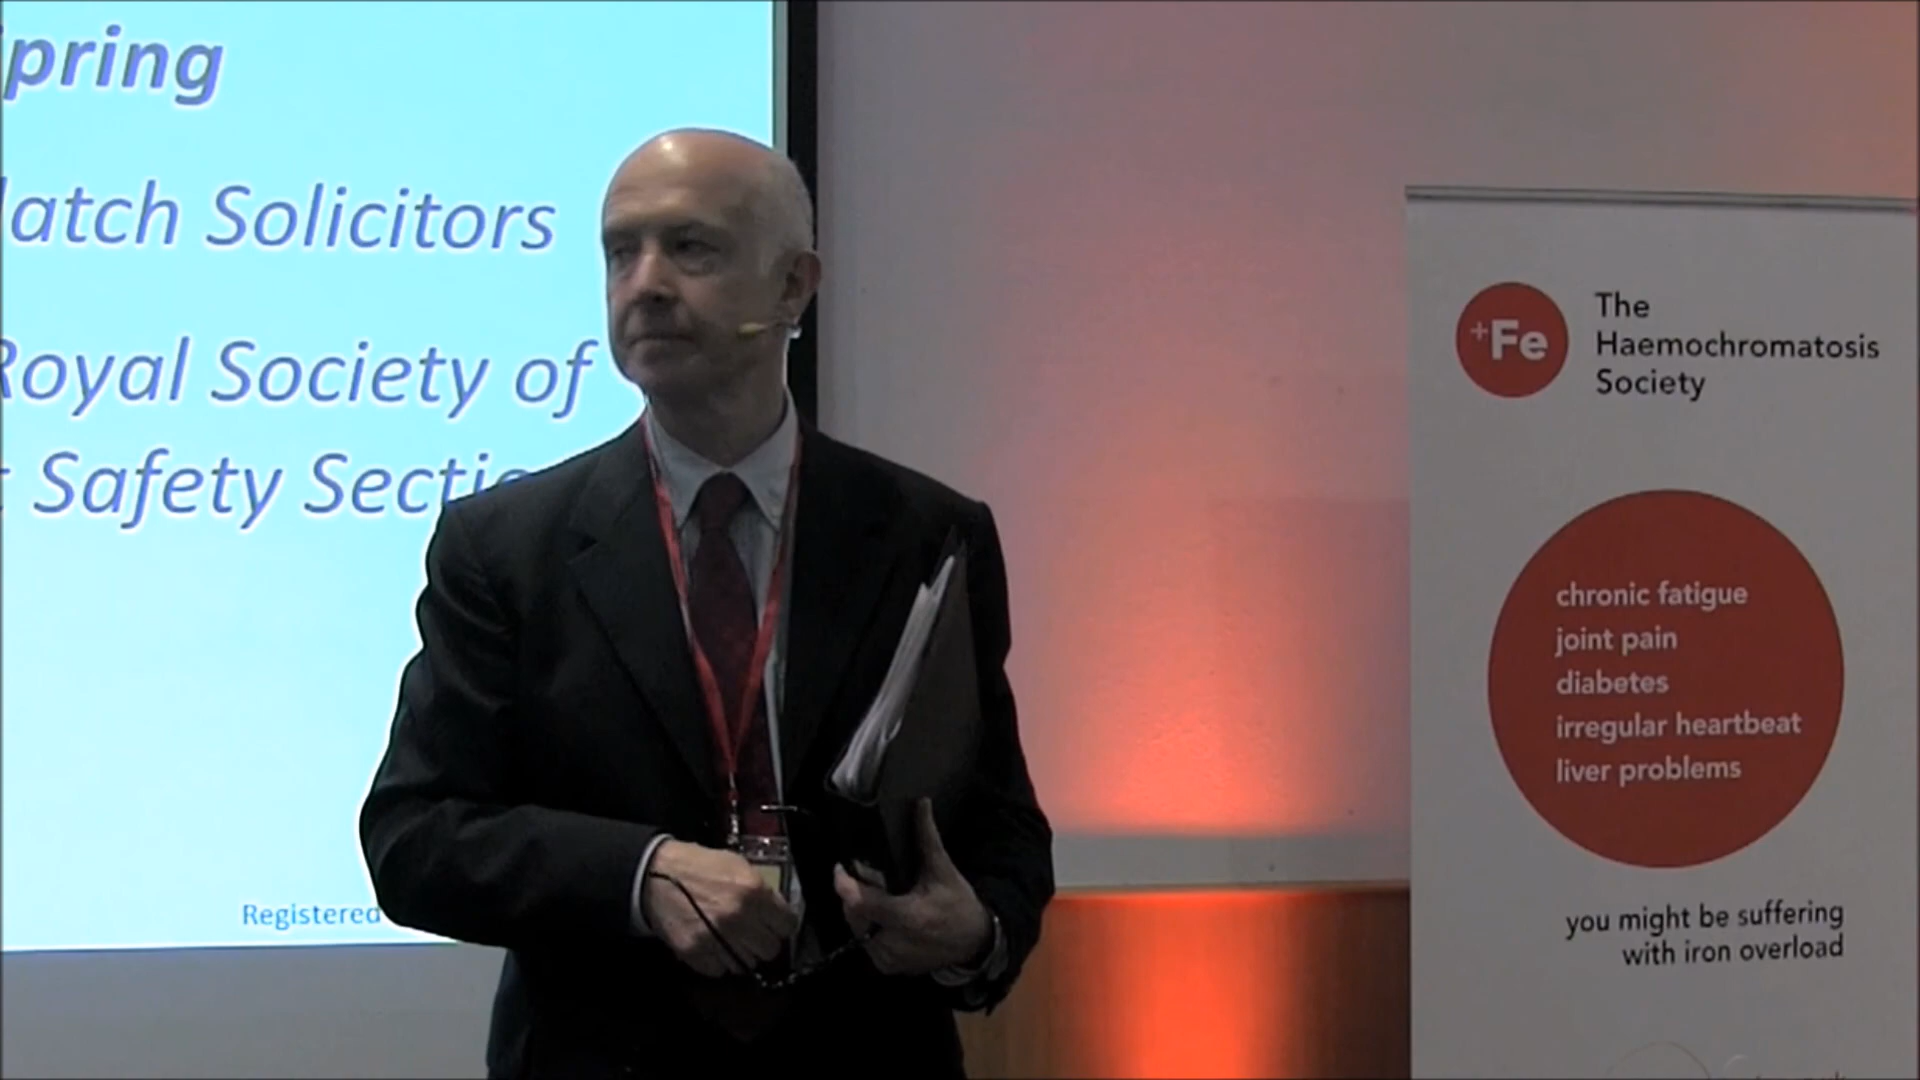 pring
latch Solicitors
Royal Society of
Safety Sectio
Registered
+Fe
The
Haemochromatosis
Society
chronic fatigue
joint pain
diabetes
irregular heartbeat
liver problems
you might be suffering
with iron overload